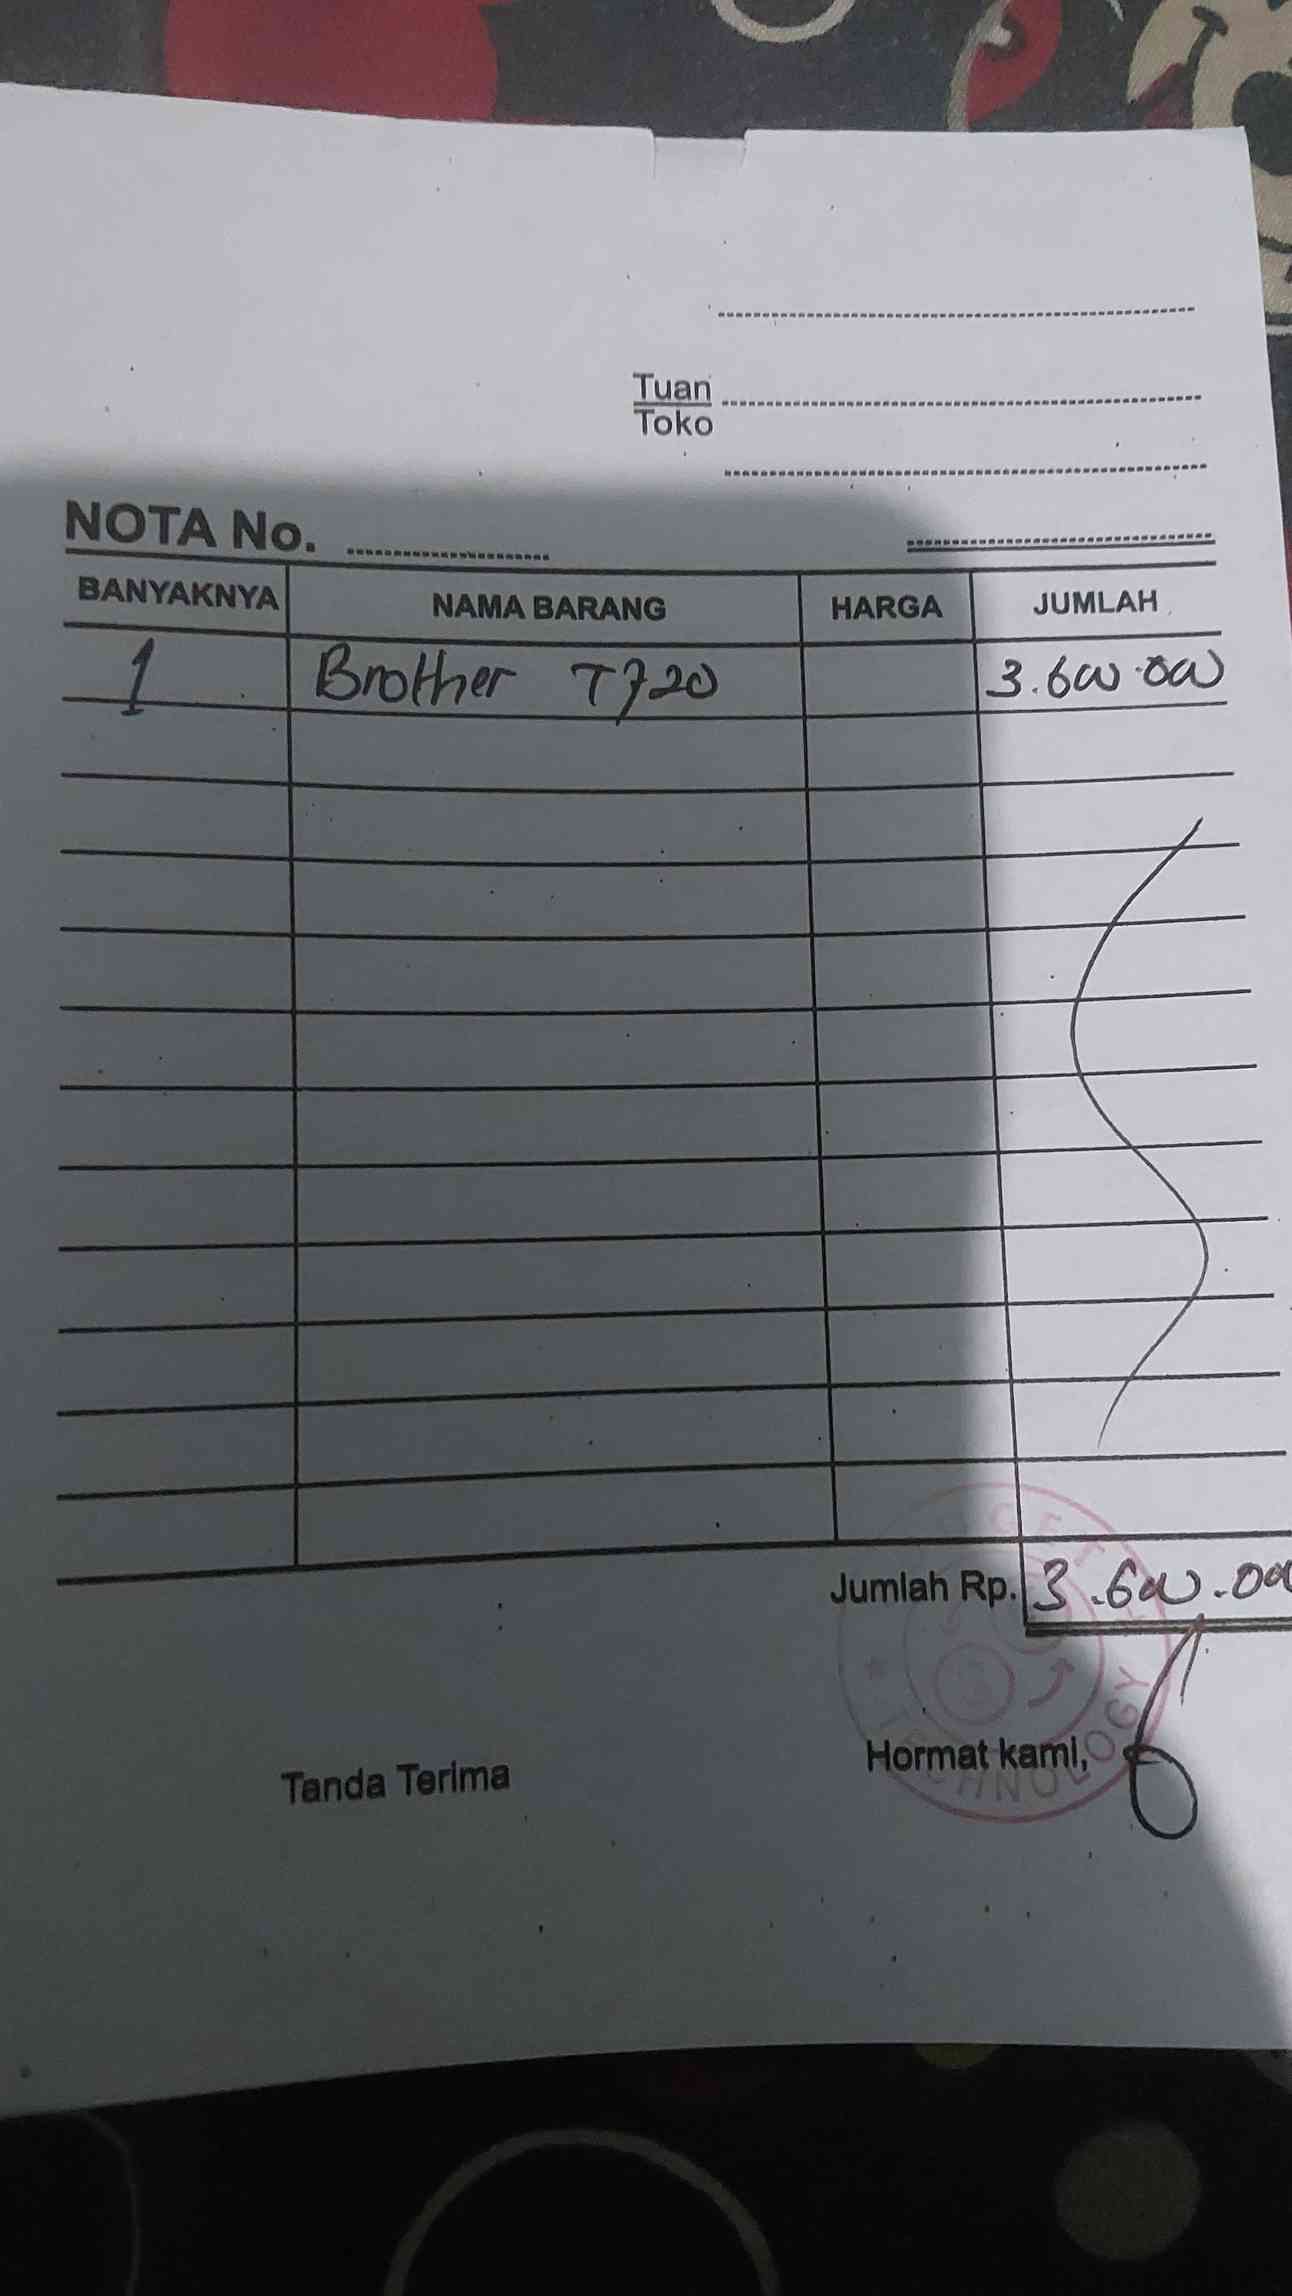 Tuan
Toko
NOTA No.
BANYAKNYA NAMA BARANG HARGA JUMLAH
1 Brother T720 3.600.000
Jumlah Rp. 3.600.000
Tanda Terima Hormat kami,
TECHNOLOGY